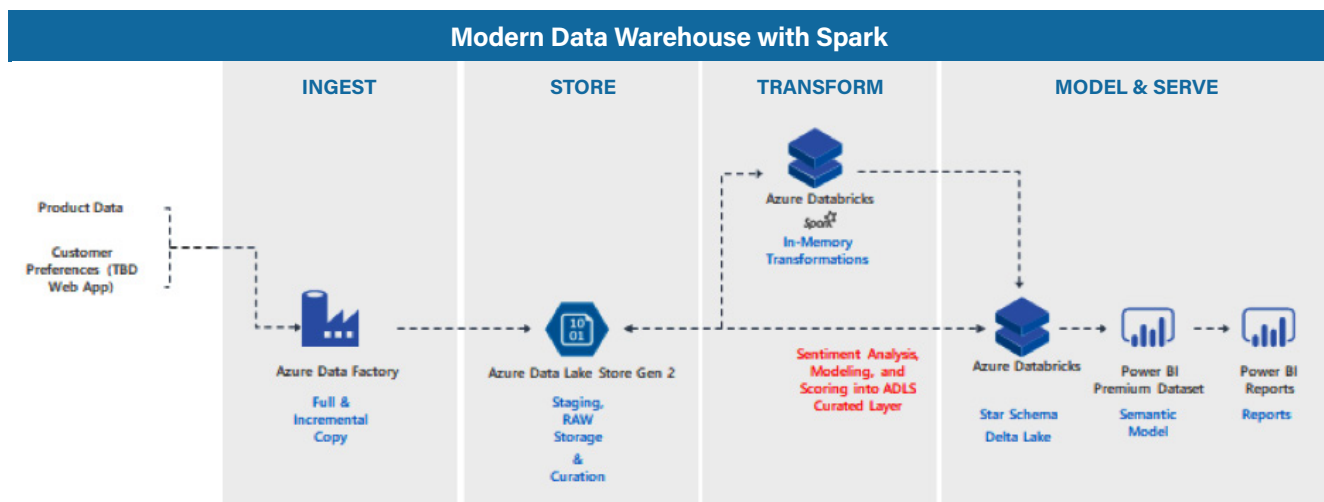 Modern Data Warehouse with Spark
INGEST
STORE
TRANSFORM
MODEL & SERVE
Product Data
Customer
Preferences (TBD
Web App)
Azure Data Factory
Full &
Incremental
Copy
10
01
Azure Data Lake Store Gen 2
Staging,
RAW
Storage
&
Curation
Azure Databricks
Spark
In-Memory
Transformations
Sentiment Analysis,
Modeling, and
Scoring into ADLS
Curated Layer
Azure Databricks
Star Schema
Delta Lake
Power BI
Premium Dataset
Semantic
Model
Power BI
Reports
Reports